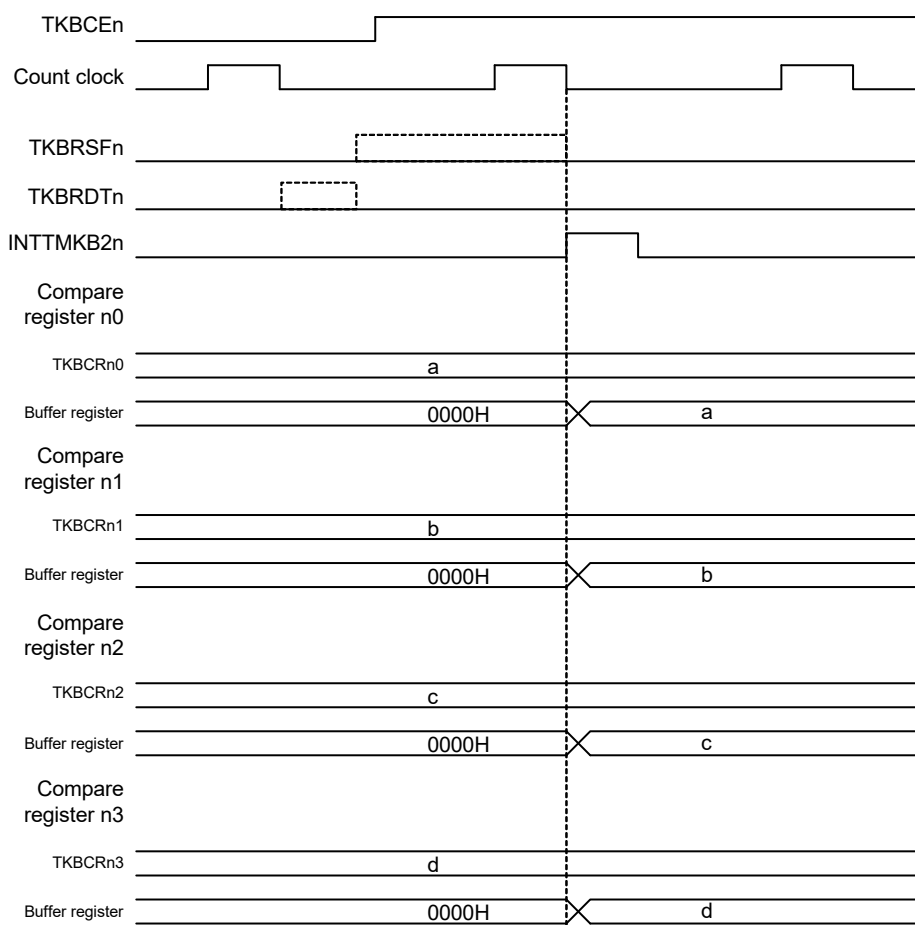 TKBCEn
Count clock
TKBRSFn
TKBRDTn
INTTMKB2n
Compare
register n0
TKBCRn0
a
Buffer register
0000H
a
Compare
register n1
TKBCRn1
b
Buffer register
0000H
b
Compare
register n2
TKBCRn2
c
Buffer register
0000H
c
Compare
register n3
TKBCRn3
d
Buffer register
0000H
d